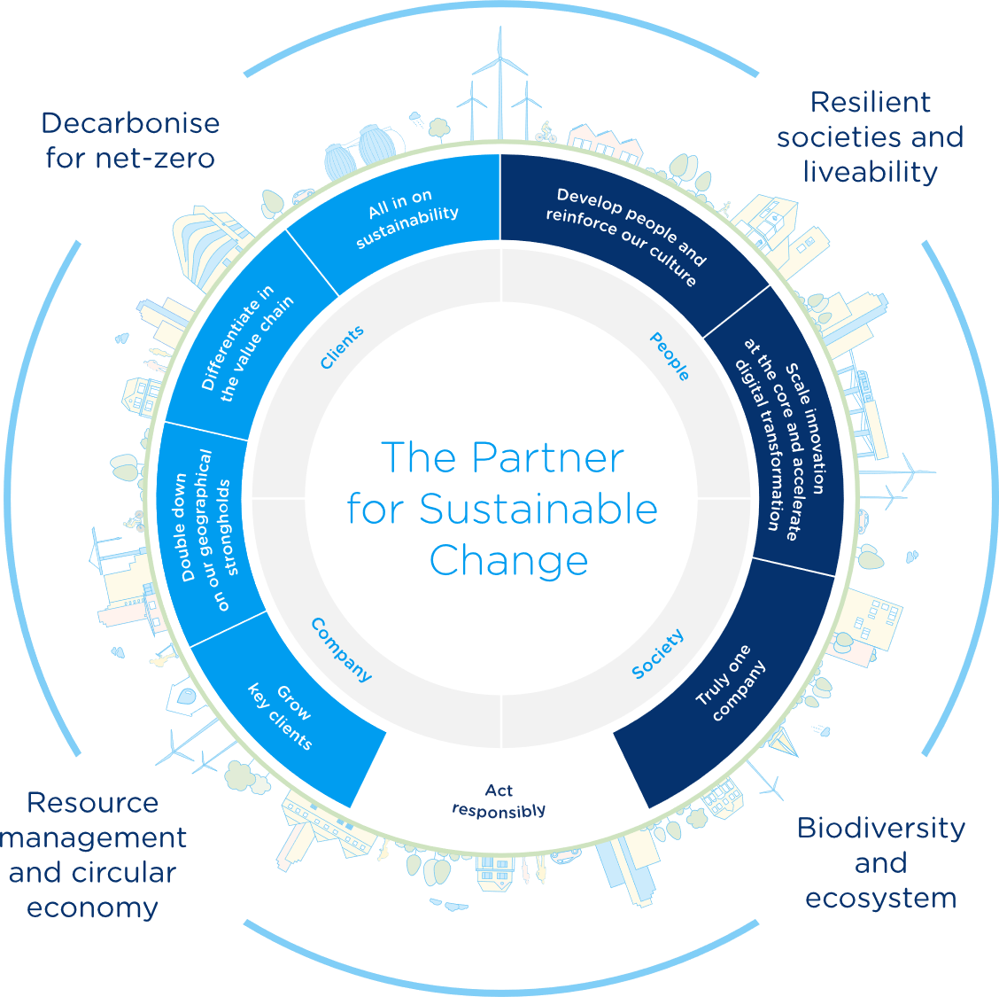 Decarbonise
for net-zero
Resilient
societies and
liveability
All in on
sustainability
Develop people and
reinforce our culture
Differentiate in
the value chain
Scale innovation
at the core and accelerate
digital transformation
Clients
People
The Partner
for Sustainable
Change
Double down
on our geographical
strongholds
Company
Society
Truly one
company
Grow
key clients
Act
responsibly
Resource
management
and circular
economy
Biodiversity
and
ecosystem